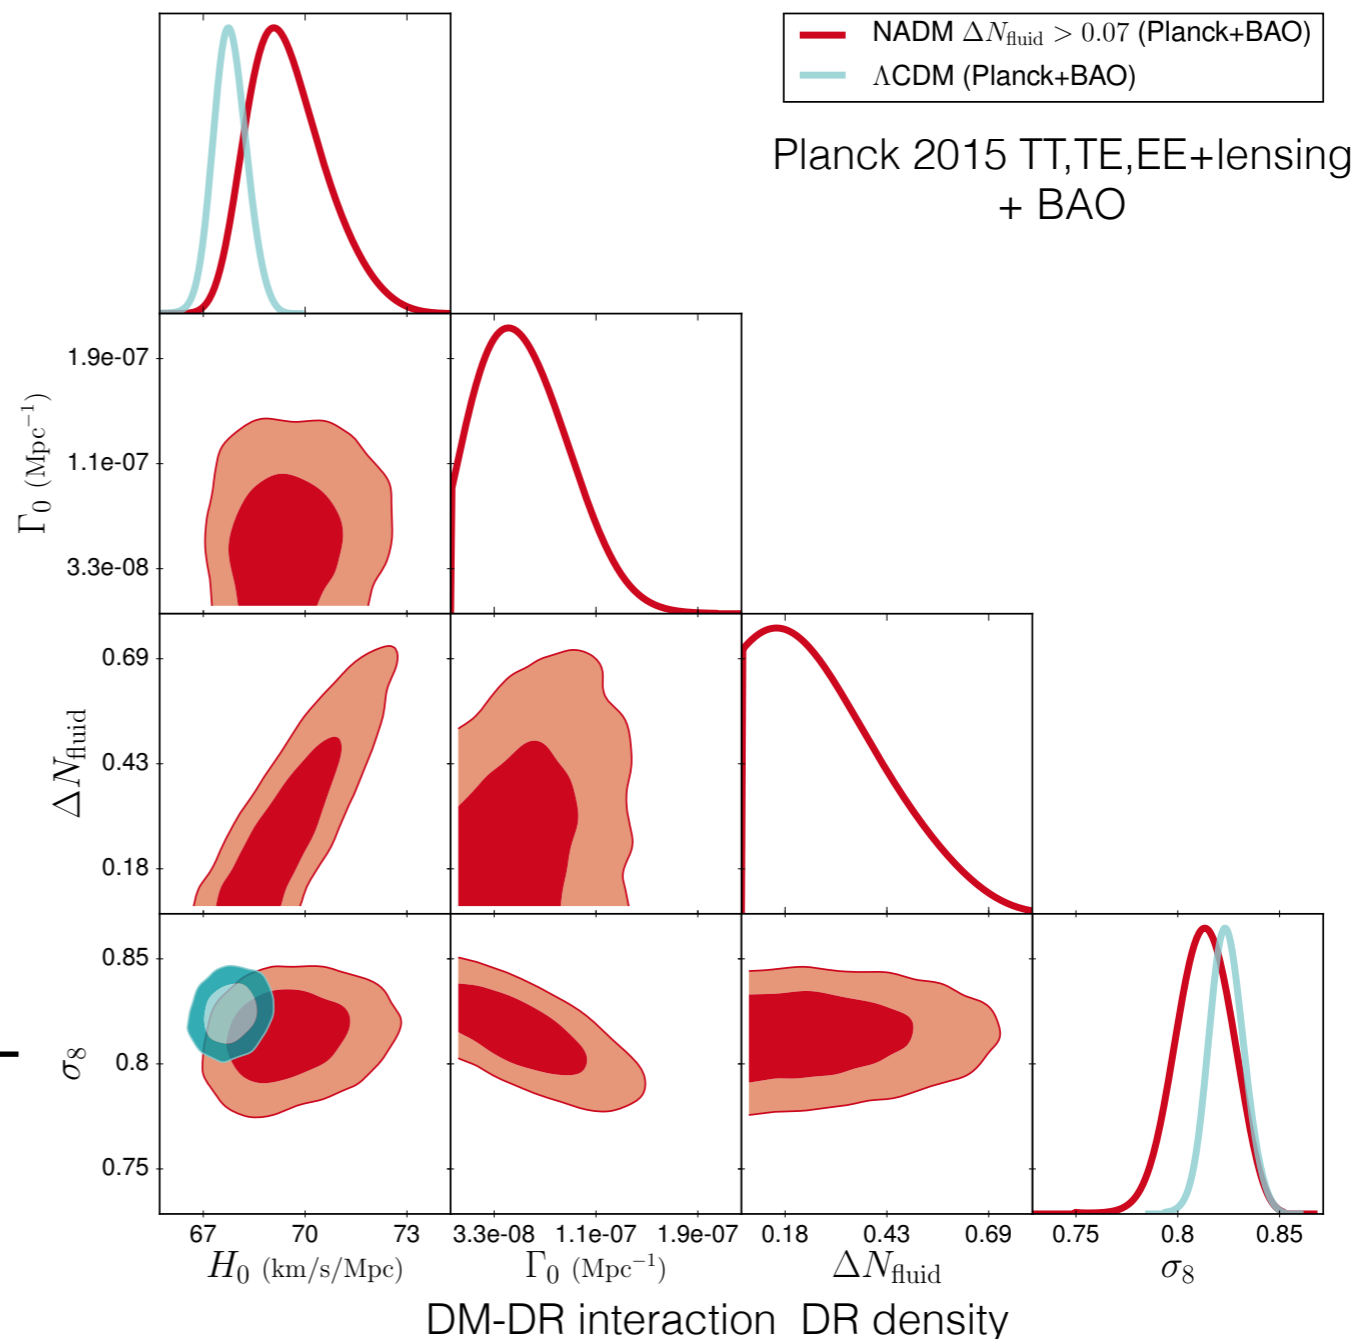 NADM ΔN_fluid > 0.07 (Planck+BAO)
ΛCDM (Planck+BAO)
Planck 2015 TT,TE,EE+lensing
+ BAO
1.9e-07
1.1e-07
3.3e-08
Γ₀ (Mpc⁻¹)
0.69
0.43
0.18
ΔN_fluid
0.85
0.8
0.75
σ₈
67 70 73 3.3e-08 1.1e-07 1.9e-07 0.18 0.43 0.69 0.75 0.8 0.85
H₀ (km/s/Mpc) Γ₀ (Mpc⁻¹) ΔN_fluid σ₈
DM-DR interaction DR density